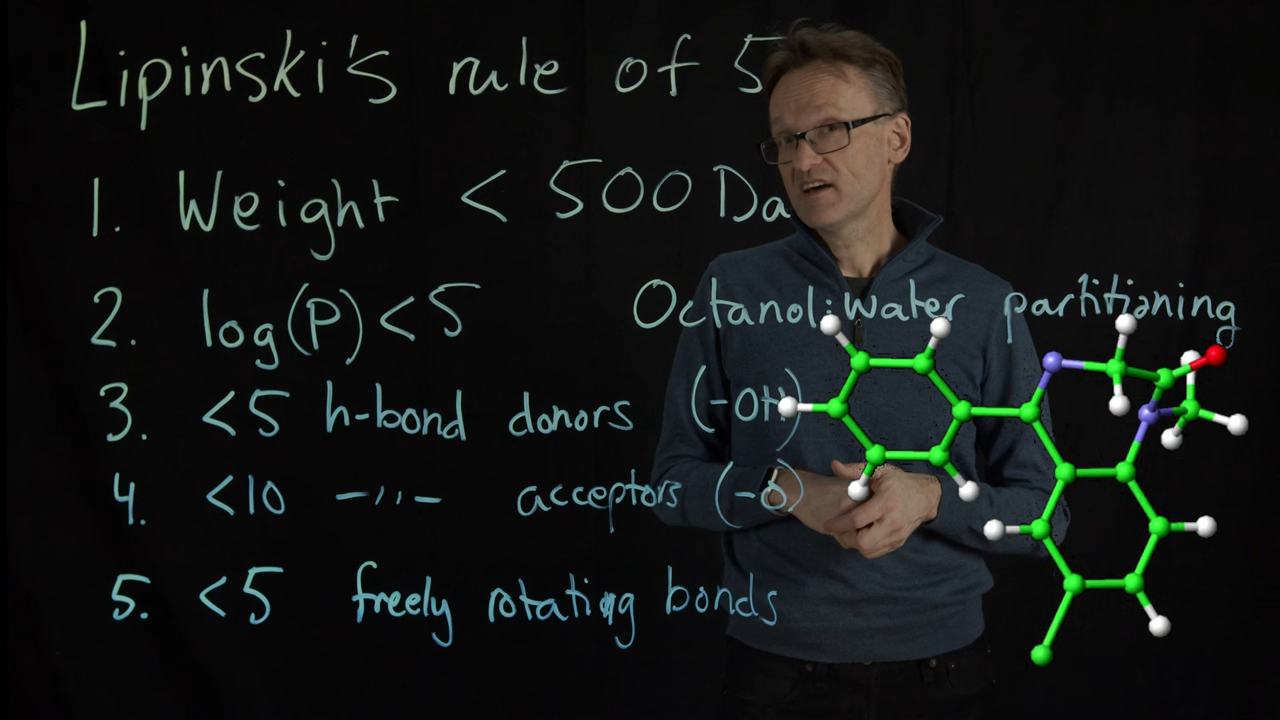 Lipinski's rule of 5
1. Weight < 500 Da
2. log(P) < 5 Octanol:water partitioning
3. <5 h-bond donors (-OH)
4. <10 -"- acceptors (-O)
5. <5 freely rotating bonds